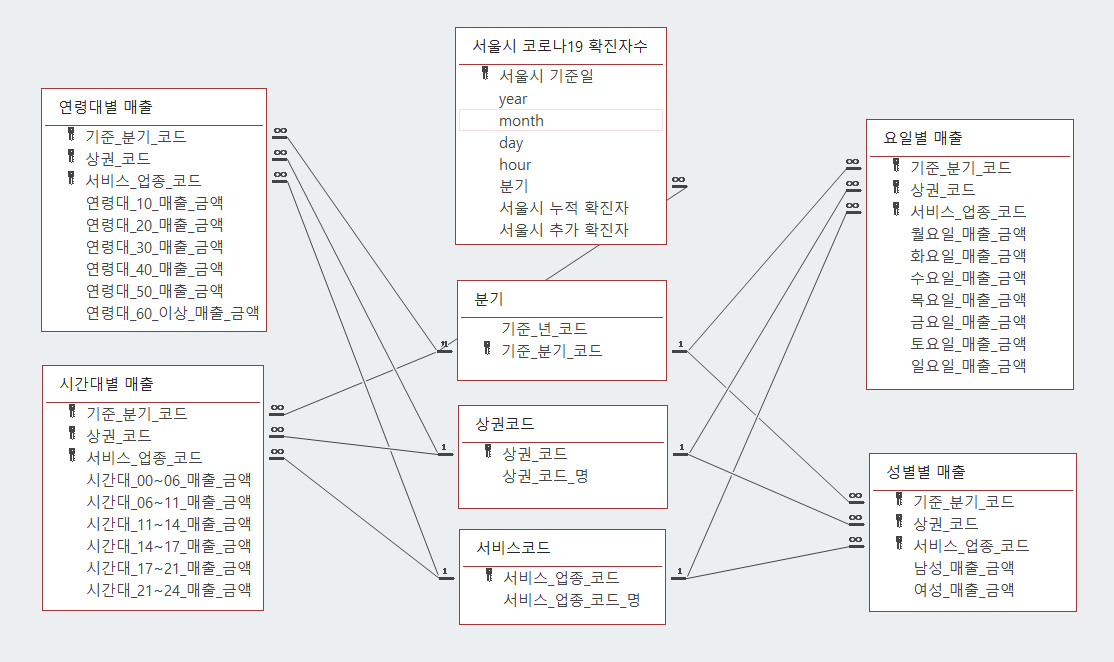 서울시 코로나19 확진자수
서울시 기준일
year
month
day
hour
분기
서울시 누적 확진자
서울시 추가 확진자
연령대별 매출
기준_분기_코드
상권_코드
서비스_업종_코드
연령대_10_매출_금액
연령대_20_매출_금액
연령대_30_매출_금액
연령대_40_매출_금액
연령대_50_매출_금액
연령대_60_이상_매출_금액
요일별 매출
기준_분기_코드
상권_코드
서비스_업종_코드
월요일_매출_금액
화요일_매출_금액
수요일_매출_금액
목요일_매출_금액
금요일_매출_금액
토요일_매출_금액
일요일_매출_금액
분기
기준_년_코드
기준_분기_코드
시간대별 매출
기준_분기_코드
상권_코드
서비스_업종_코드
시간대_00~06_매출_금액
시간대_06~11_매출_금액
시간대_11~14_매출_금액
시간대_14~17_매출_금액
시간대_17~21_매출_금액
시간대_21~24_매출_금액
상권코드
상권_코드
상권_코드_명
성별별 매출
기준_분기_코드
상권_코드
서비스_업종_코드
남성_매출_금액
여성_매출_금액
서비스코드
서비스_업종_코드
서비스_업종_코드_명
∞
∞
∞
∞
∞
∞
∞
1
∞
∞
∞
1
1
1
1
∞
∞
∞
1